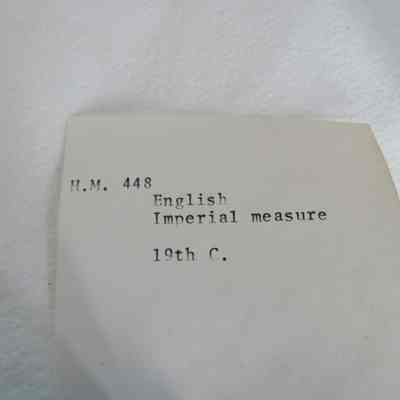 H.M. 448
English
Imperial measure
19th C.